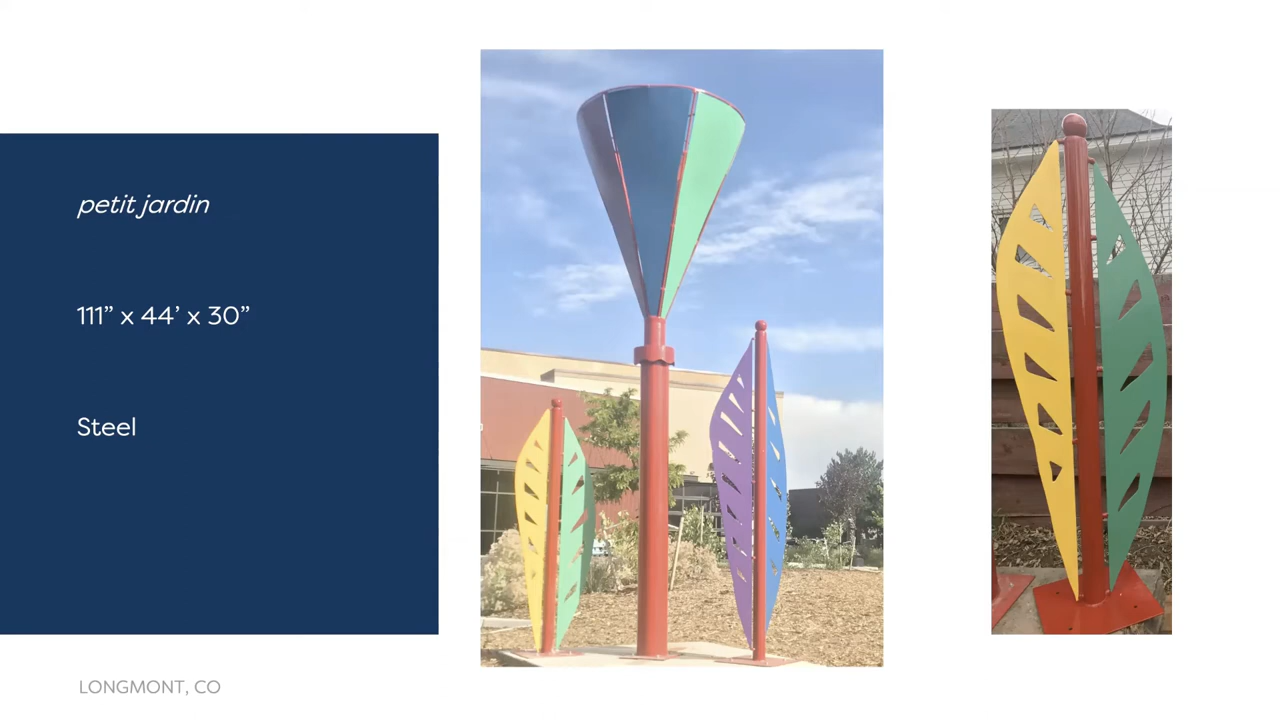 petit jardin
111” x 44’ x 30”
Steel
LONGMONT, CO